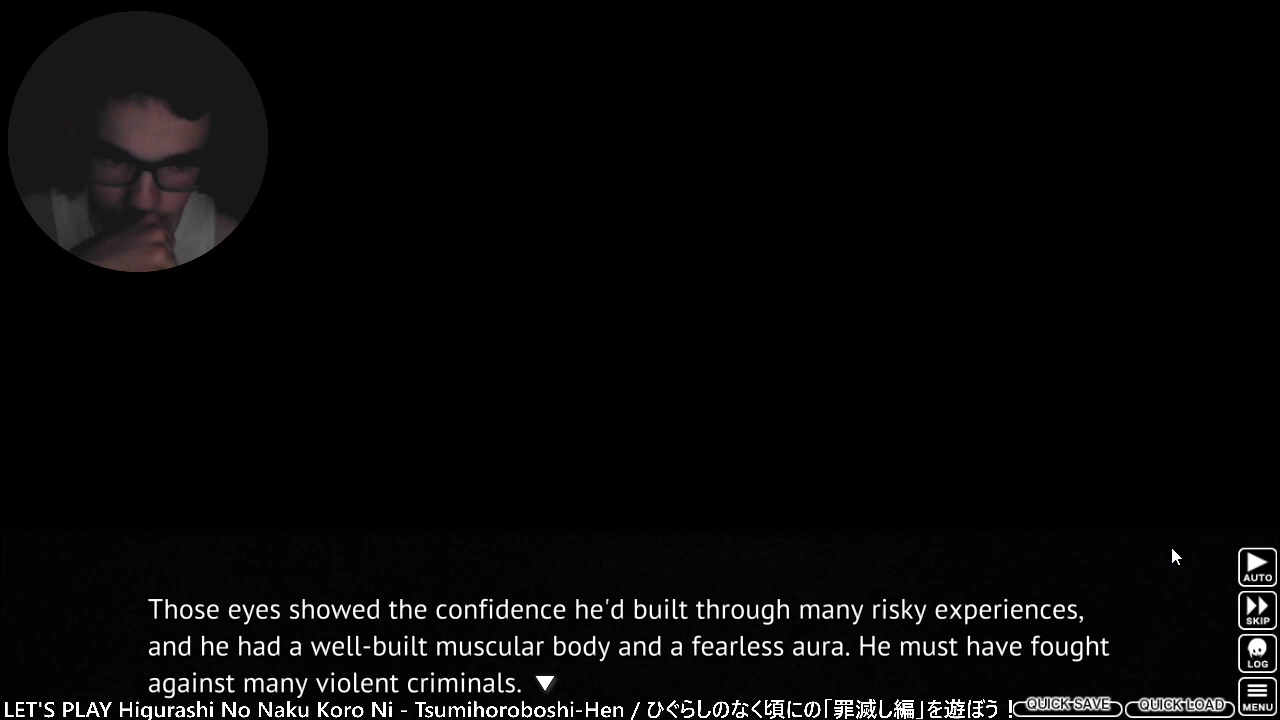 Those eyes showed the confidence he'd built through many risky experiences,
and he had a well-built muscular body and a fearless aura. He must have fought
against many violent criminals.
AUTO
SKIP
LOG
MENU
QUICK SAVE
QUICK LOAD
LET'S PLAY Higurashi No Naku Koro Ni - Tsumihoroboshi-Hen / ひぐらしのなく頃にの「罪滅し編」を遊ぼう！